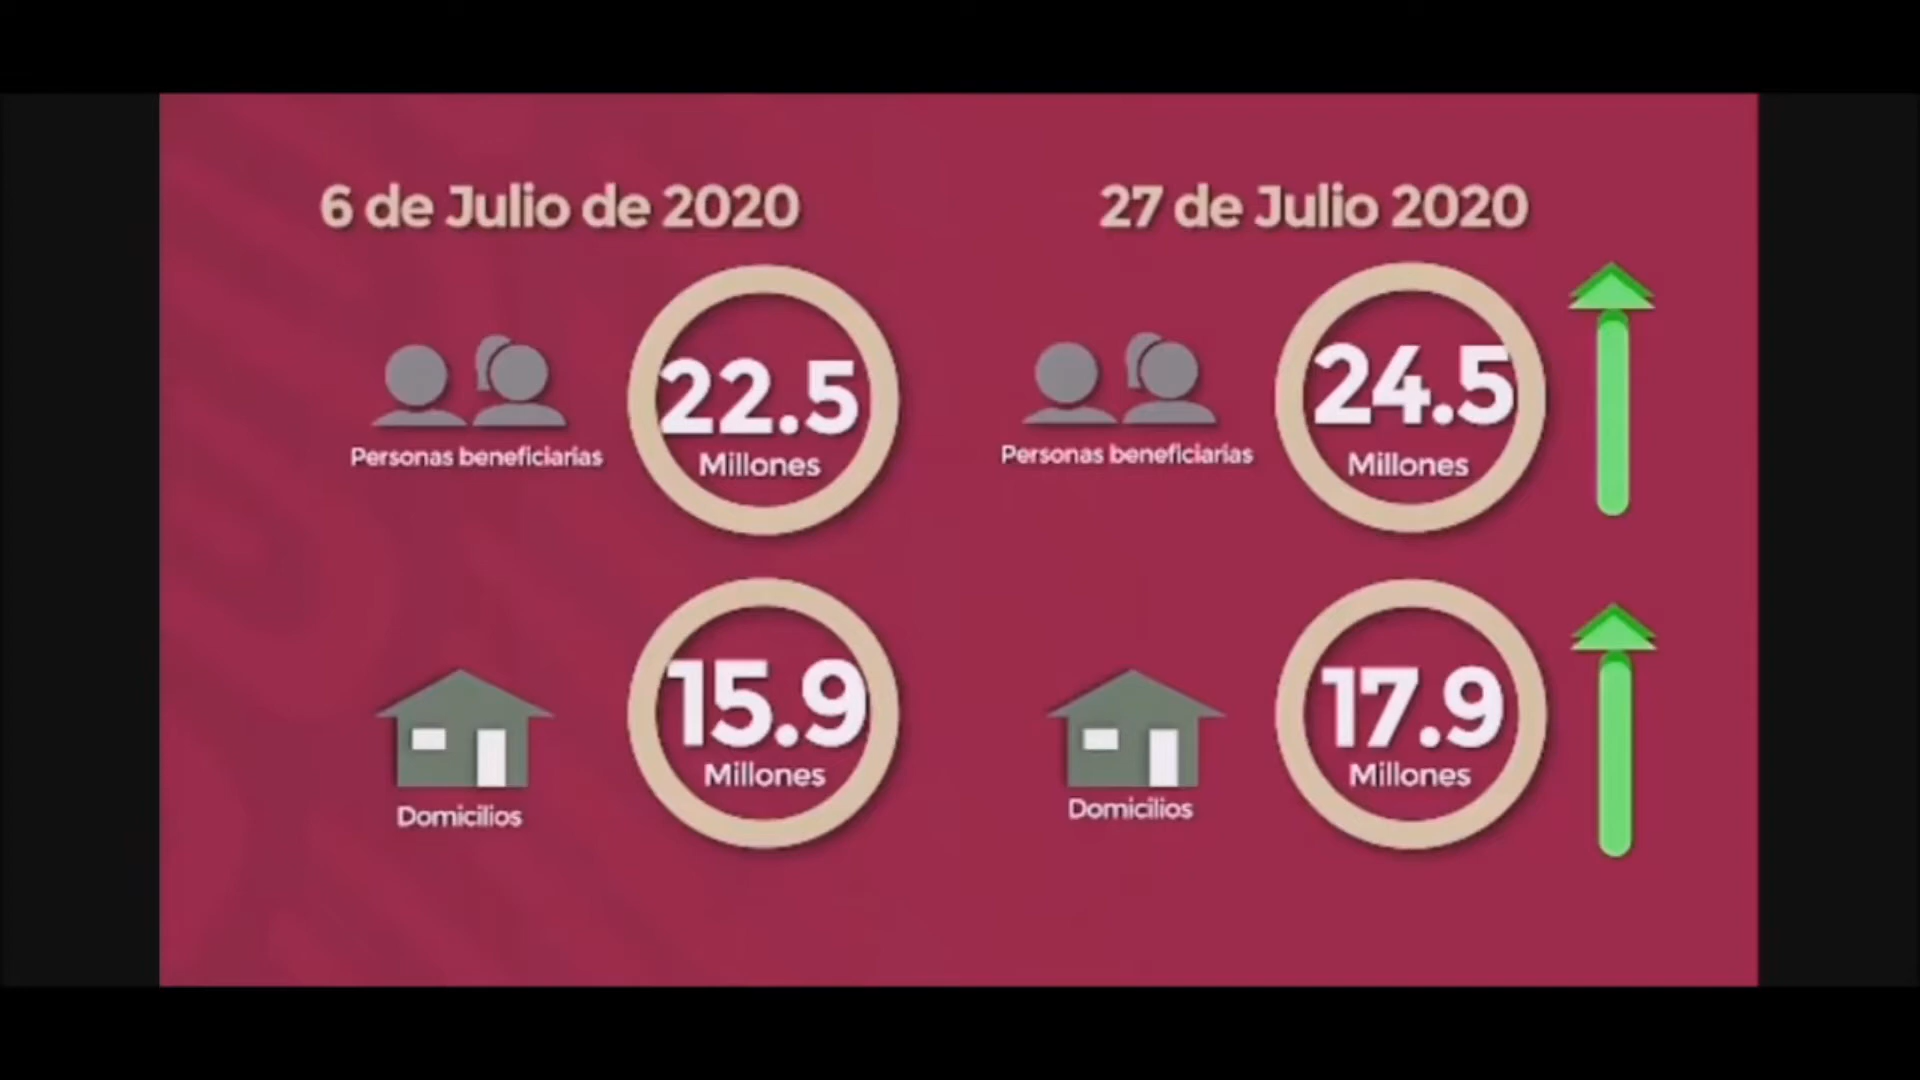 6 de Julio de 2020
Personas beneficiarias
22.5
Millones
Domicilios
15.9
Millones
27 de Julio 2020
Personas beneficiarias
24.5
Millones
Domicilios
17.9
Millones